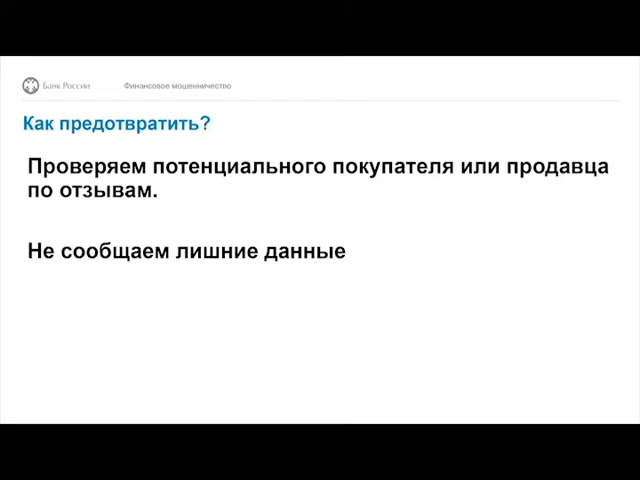 Банк России Финансовое мошенничество
Как предотвратить?
Проверяем потенциального покупателя или продавца
по отзывам.
Не сообщаем лишние данные